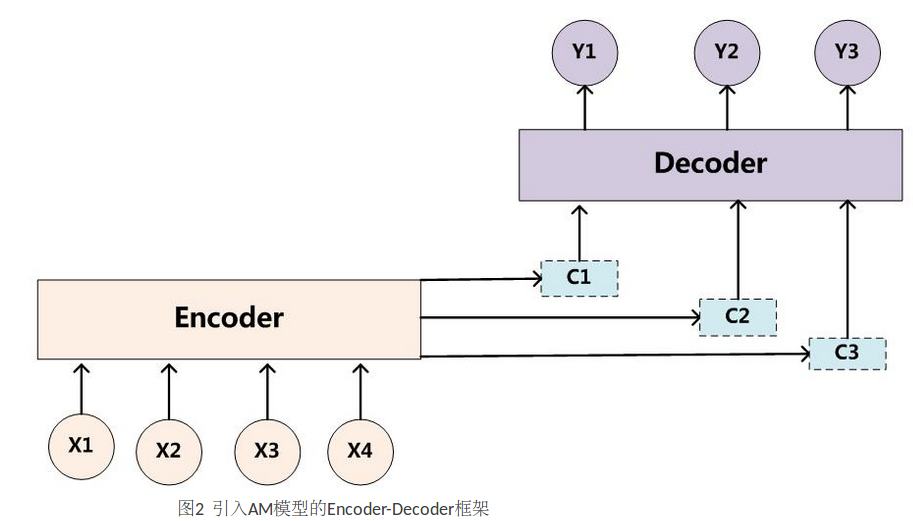 Y1 Y2 Y3
Decoder
C1
Encoder
C2
C3
X1 X2 X3 X4
图2 引入AM模型的Encoder-Decoder框架